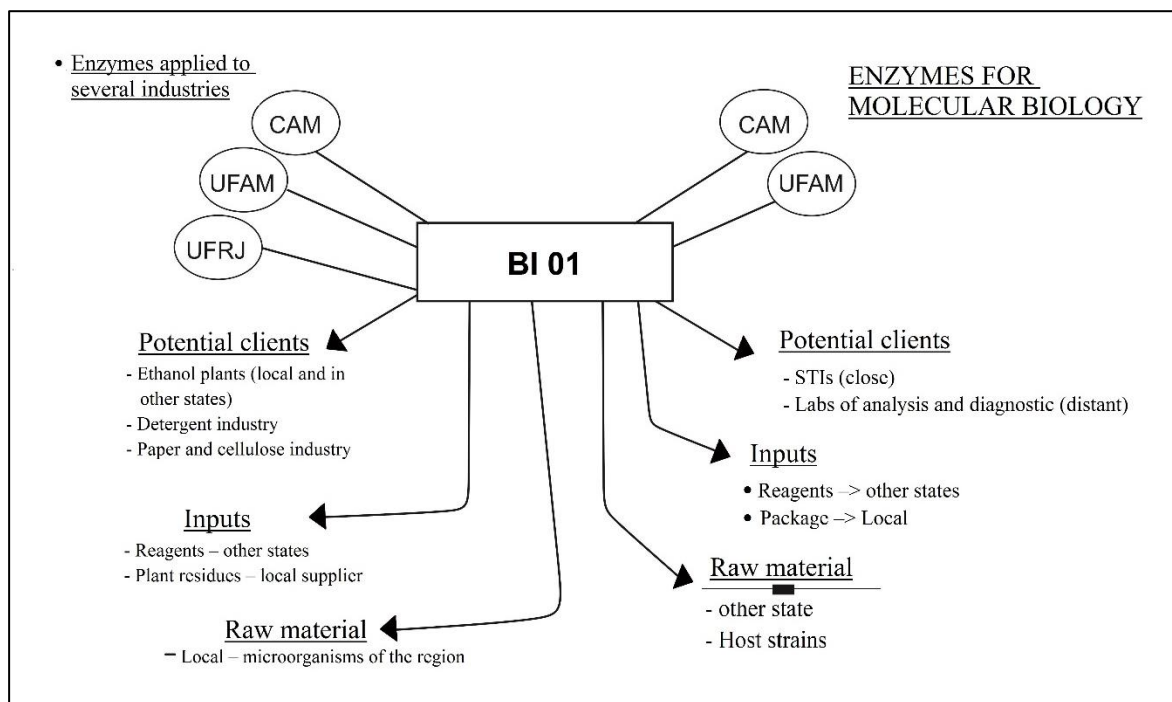 • Enzymes applied to
several industries
ENZYMES FOR
MOLECULAR BIOLOGY
CAM
UFAM
UFRJ
CAM
UFAM
BI 01
Potential clients
- Ethanol plants (local and in
other states)
- Detergent industry
- Paper and cellulose industry
Inputs
- Reagents – other states
- Plant residues – local supplier
Raw material
– Local – microorganisms of the region
Potential clients
- STIs (close)
- Labs of analysis and diagnostic (distant)
Inputs
• Reagents –> other states
• Package –> Local
Raw material
- other state
- Host strains